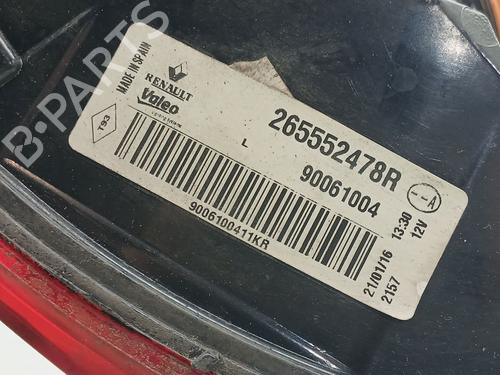 B-PARTS
MADE IN SPAIN
RENAULT
Valeo
T93
L
265552478R
90061004
9006100411KR
21/01/16 13:30
2157 12V
A